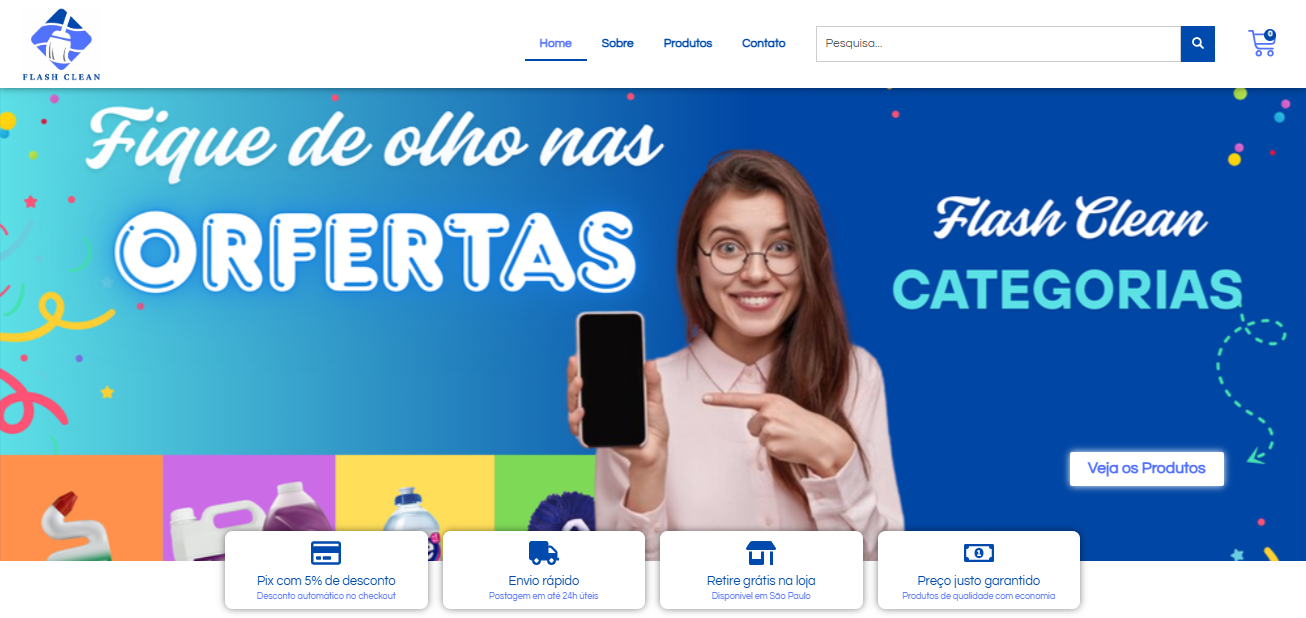 FLASH CLEAN
Home Sobre Produtos Contato
Pesquisa...
0
Fique de olho nas
ORFERTAS
Flash Clean
CATEGORIAS
Veja os Produtos
Pix com 5% de desconto
Desconto automático no checkout
Envio rápido
Postagem em até 24h úteis
Retire grátis na loja
Disponível em São Paulo
Preço justo garantido
Produtos de qualidade com economia